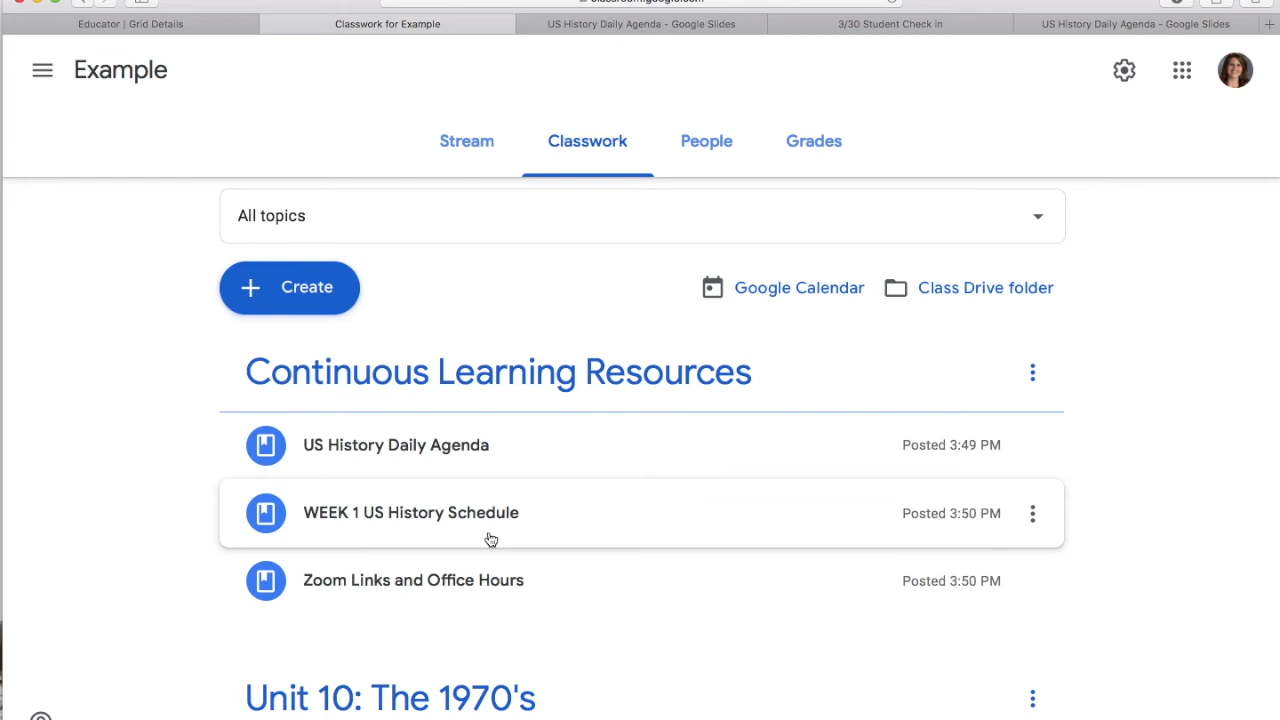 classroom.google.com
Educator | Grid Details
Classwork for Example
US History Daily Agenda - Google Slides
3/30 Student Check in
US History Daily Agenda - Google Slides
Example
Stream
Classwork
People
Grades
All topics
Create
Google Calendar
Class Drive folder
Continuous Learning Resources
US History Daily Agenda
Posted 3:49 PM
WEEK 1 US History Schedule
Posted 3:50 PM
Zoom Links and Office Hours
Posted 3:50 PM
Unit 10: The 1970's